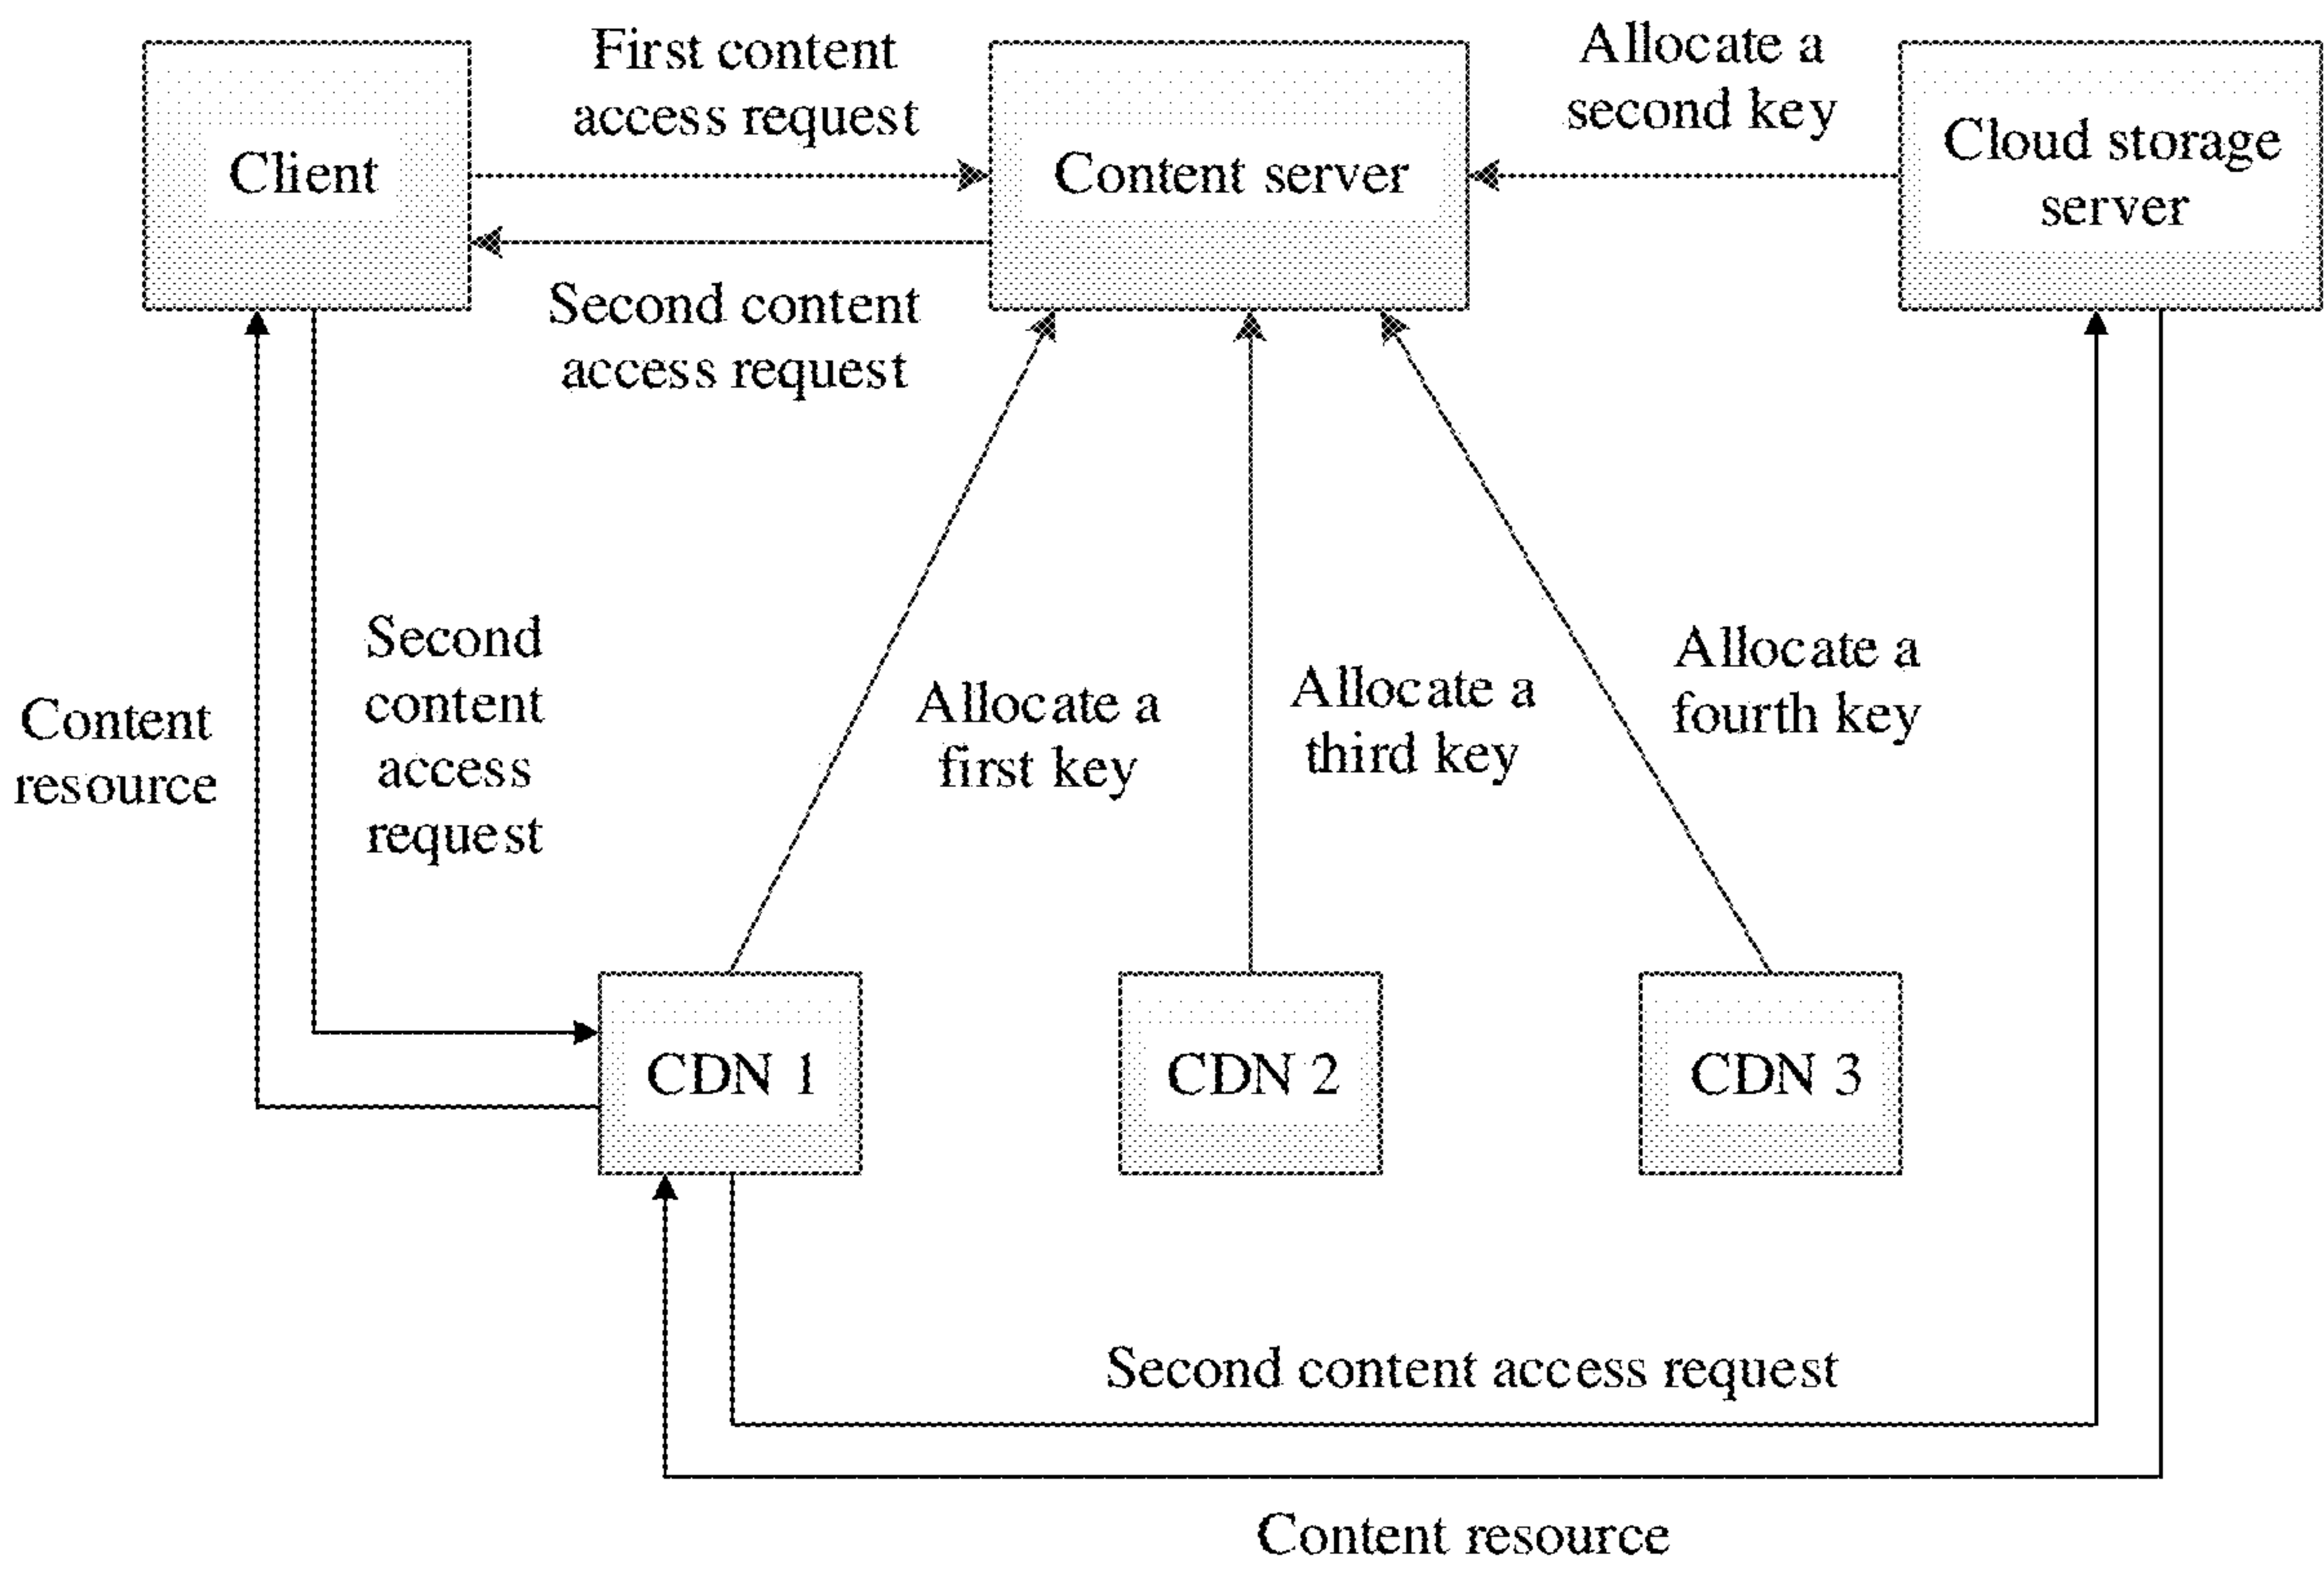 First content
access request
Allocate a
second key
Client
Content server
Cloud storage
server
Second content
access request
Second
content
access
request
Content
resource
Allocate a
first key
Allocate a
third key
Allocate a
fourth key
CDN 1
CDN 2
CDN 3
Second content access request
Content resource